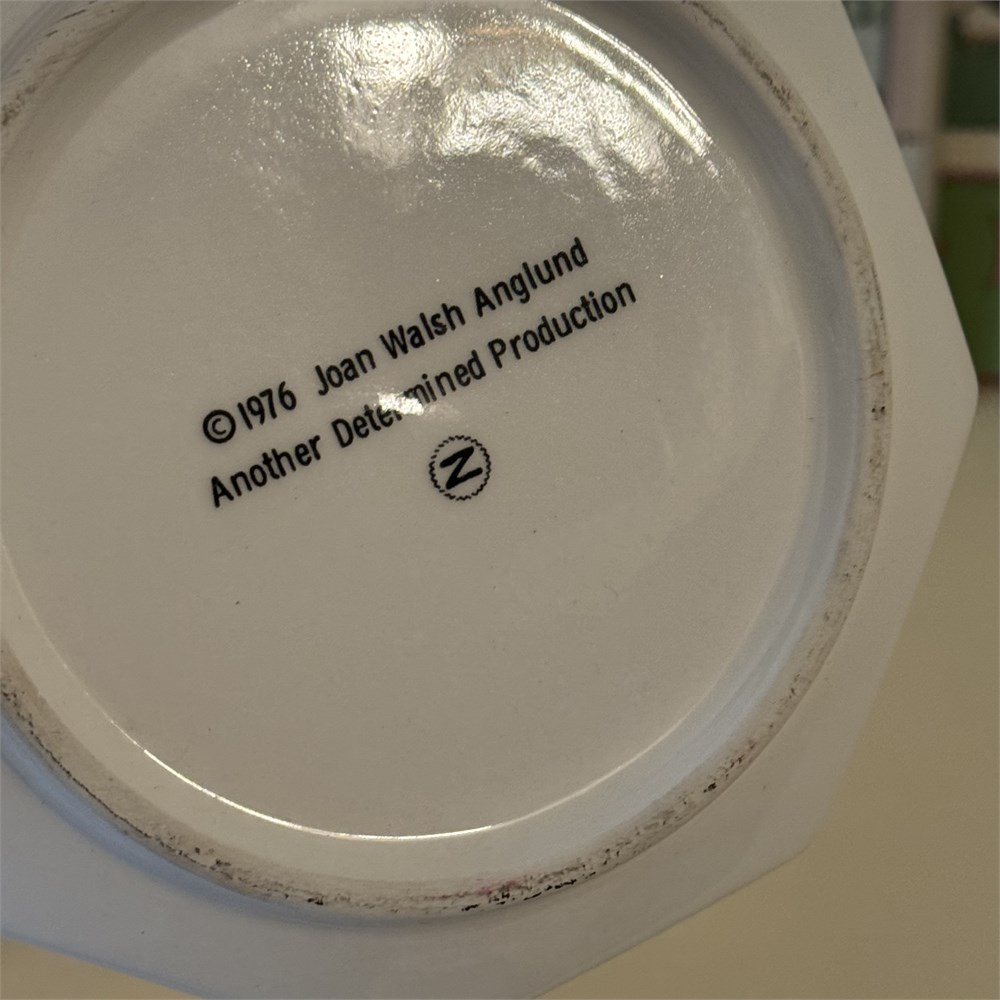 ©1976 Joan Walsh Anglund
Another Determined Production
N